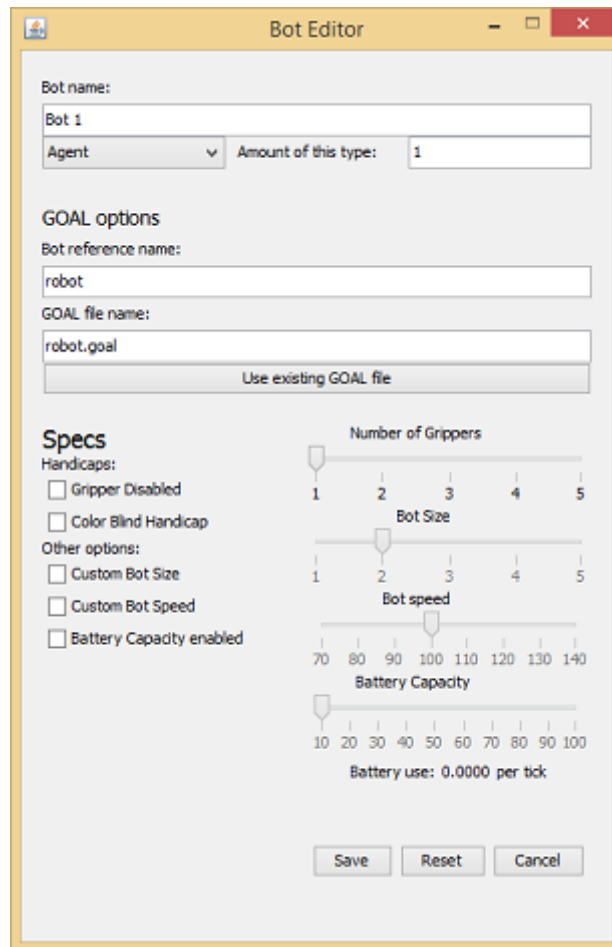 Bot Editor
Bot name:
Bot 1
Agent
Amount of this type:
1
GOAL options
Bot reference name:
robot
GOAL file name:
robot.goal
Use existing GOAL file
Specs
Handicaps:
Gripper Disabled
Color Blind Handicap
Other options:
Custom Bot Size
Custom Bot Speed
Battery Capacity enabled
Number of Grippers
1 2 3 4 5
Bot Size
1 2 3 4 5
Bot speed
70 80 90 100 110 120 130 140
Battery Capacity
10 20 30 40 50 60 70 80 90 100
Battery use: 0.0000 per tick
Save
Reset
Cancel